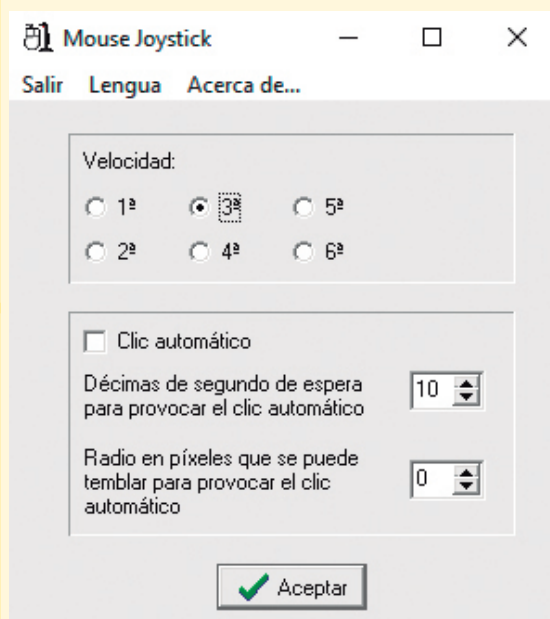 Mouse Joystick
Salir Lengua Acerca de...
Velocidad:
1ª 3ª 5ª
2ª 4ª 6ª
Clic automático
Décimas de segundo de espera
para provocar el clic automático
10
Radio en píxeles que se puede
temblar para provocar el clic
automático
0
Aceptar